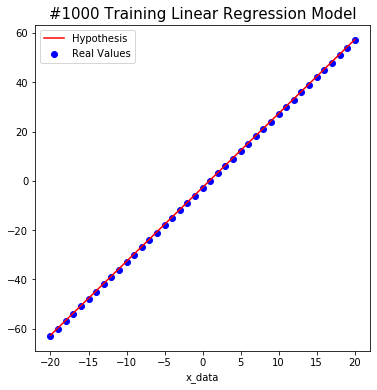 #1000 Training Linear Regression Model
Hypothesis
Real Values
60
40
20
0
−20
−40
−60
−20 −15 −10 −5 0 5 10 15 20
x_data